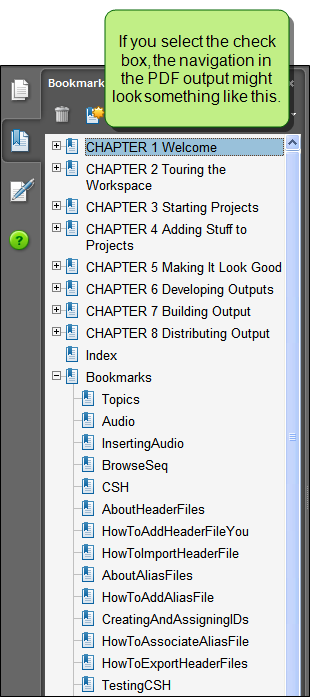 If you select the check
box, the navigation in
the PDF output might
look something like this.
Bookmar
CHAPTER 1 Welcome
CHAPTER 2 Touring the
Workspace
CHAPTER 3 Starting Projects
CHAPTER 4 Adding Stuff to
Projects
CHAPTER 5 Making It Look Good
CHAPTER 6 Developing Outputs
CHAPTER 7 Building Output
CHAPTER 8 Distributing Output
Index
Bookmarks
Topics
Audio
InsertingAudio
BrowseSeq
CSH
AboutHeaderFiles
HowToAddHeaderFileYou
HowToImportHeaderFile
AboutAliasFiles
HowToAddAliasFile
CreatingAndAssigningIDs
HowToAssociateAliasFile
HowToExportHeaderFiles
TestingCSH